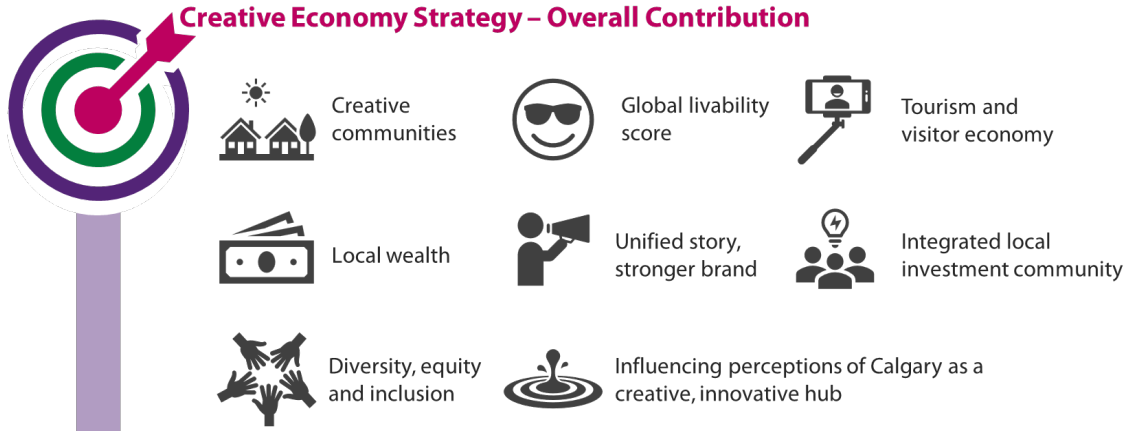 Creative Economy Strategy – Overall Contribution
Creative
communities
Global livability
score
Tourism and
visitor economy
Local wealth
Unified story,
stronger brand
Integrated local
investment community
Diversity, equity
and inclusion
Influencing perceptions of Calgary as a
creative, innovative hub